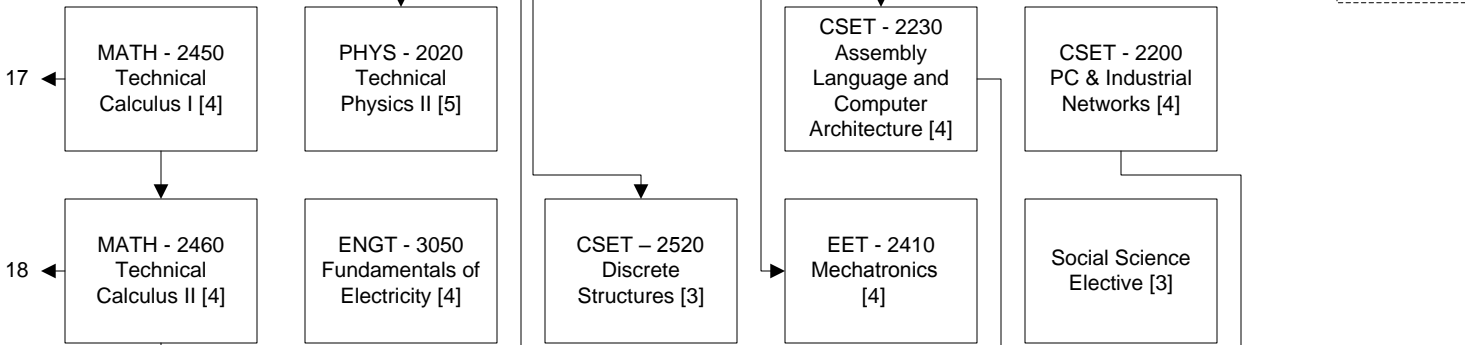 17
MATH - 2450
Technical
Calculus I [4]
PHYS - 2020
Technical
Physics II [5]
CSET - 2230
Assembly
Language and
Computer
Architecture [4]
CSET - 2200
PC & Industrial
Networks [4]
18
MATH - 2460
Technical
Calculus II [4]
ENGT - 3050
Fundamentals of
Electricity [4]
CSET – 2520
Discrete
Structures [3]
EET - 2410
Mechatronics
[4]
Social Science
Elective [3]